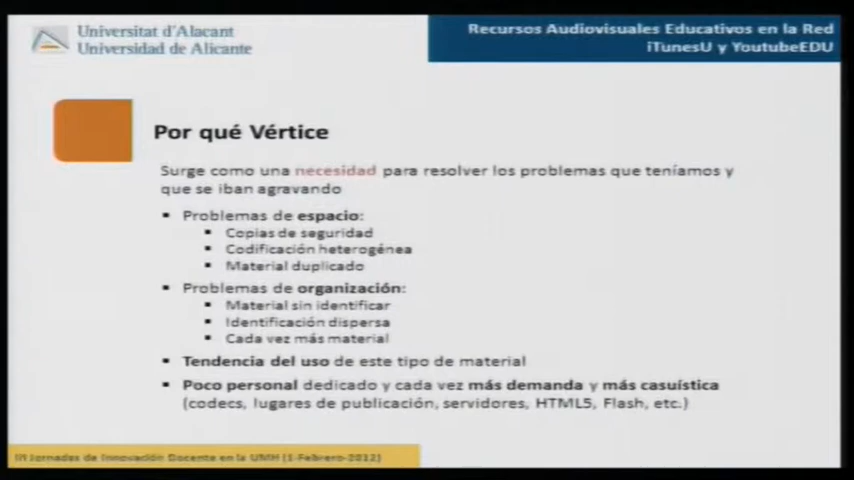 Universitat d'Alacant
Universidad de Alicante
Recursos Audiovisuales Educativos en la Red
iTunesU y YoutubeEDU
Por qué Vértice
Surge como una necesidad para resolver los problemas que teníamos y
que se iban agravando
▪ Problemas de espacio:
▪ Copias de seguridad
▪ Codificación heterogénea
▪ Material duplicado
▪ Problemas de organización:
▪ Material sin identificar
▪ Identificación dispersa
▪ Cada vez más material
▪ Tendencia del uso de este tipo de material
▪ Poco personal dedicado y cada vez más demanda y más casuística
(codecs, lugares de publicación, servidores, HTML5, Flash, etc.)
III Jornadas de Innovación Docente en la UMH (1-Febrero-2012)